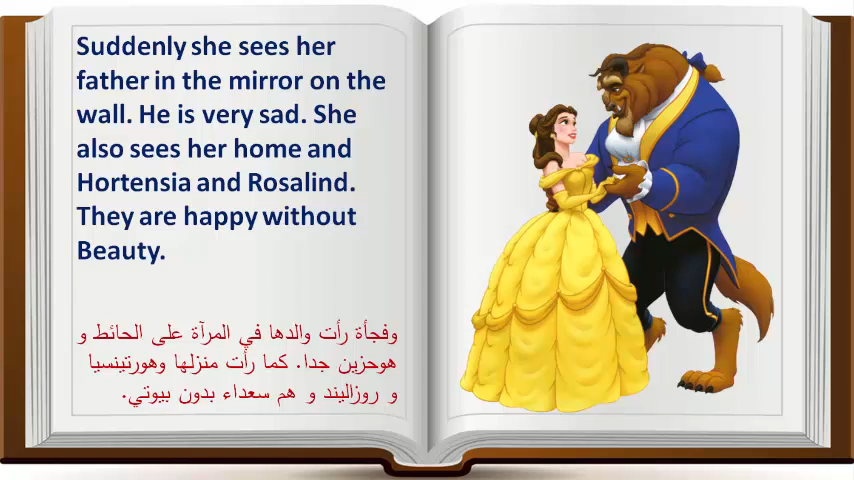 Suddenly she sees her
father in the mirror on the
wall. He is very sad. She
also sees her home and
Hortensia and Rosalind.
They are happy without
Beauty.
وفجأة رأت والدها في المرآة على الحائط و
هوحزين جدا. كما رأت منزلها وهورتينسيا
و روزاليند و هم سعداء بدون بيوتي.